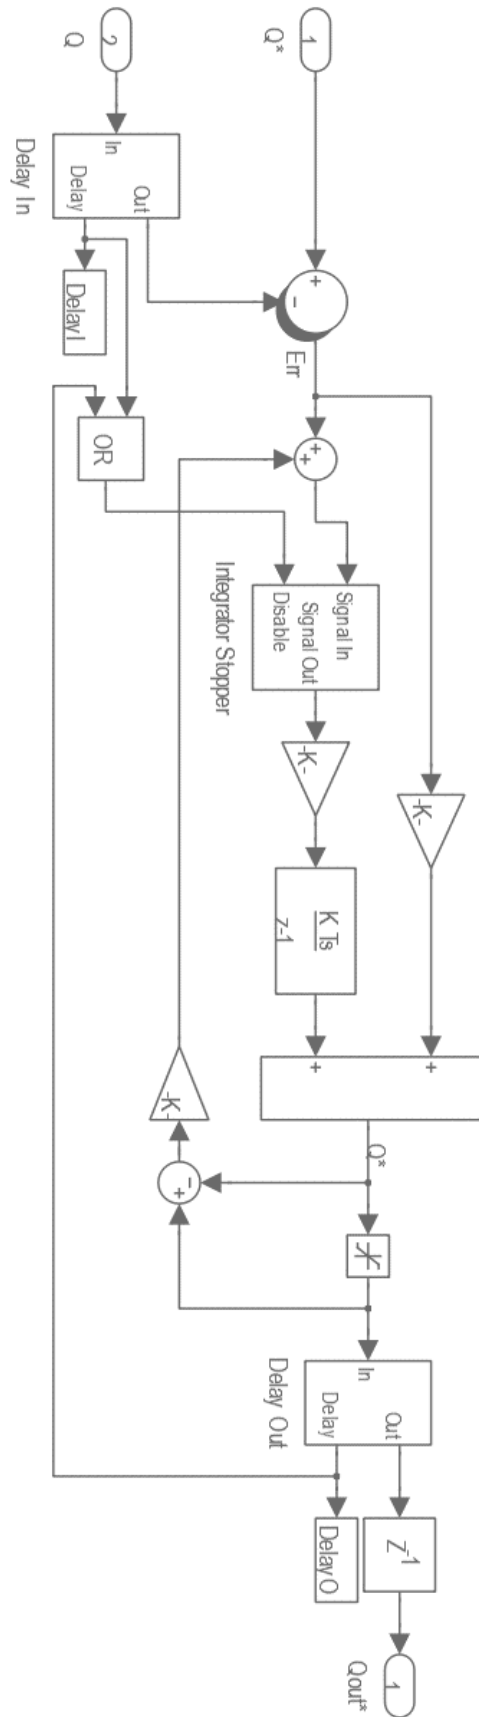 1
Q*
2
Q
In
Out
Delay
Delay In
DelayI
+
-
Err
OR
+
+
Signal In
Signal Out
Disable
Integrator Stopper
-K-
-K-
K Ts
z-1
+
+
-K-
Q*
-
+
In
Out
Delay
Delay Out
DelayO
Z-1
1
Qout*